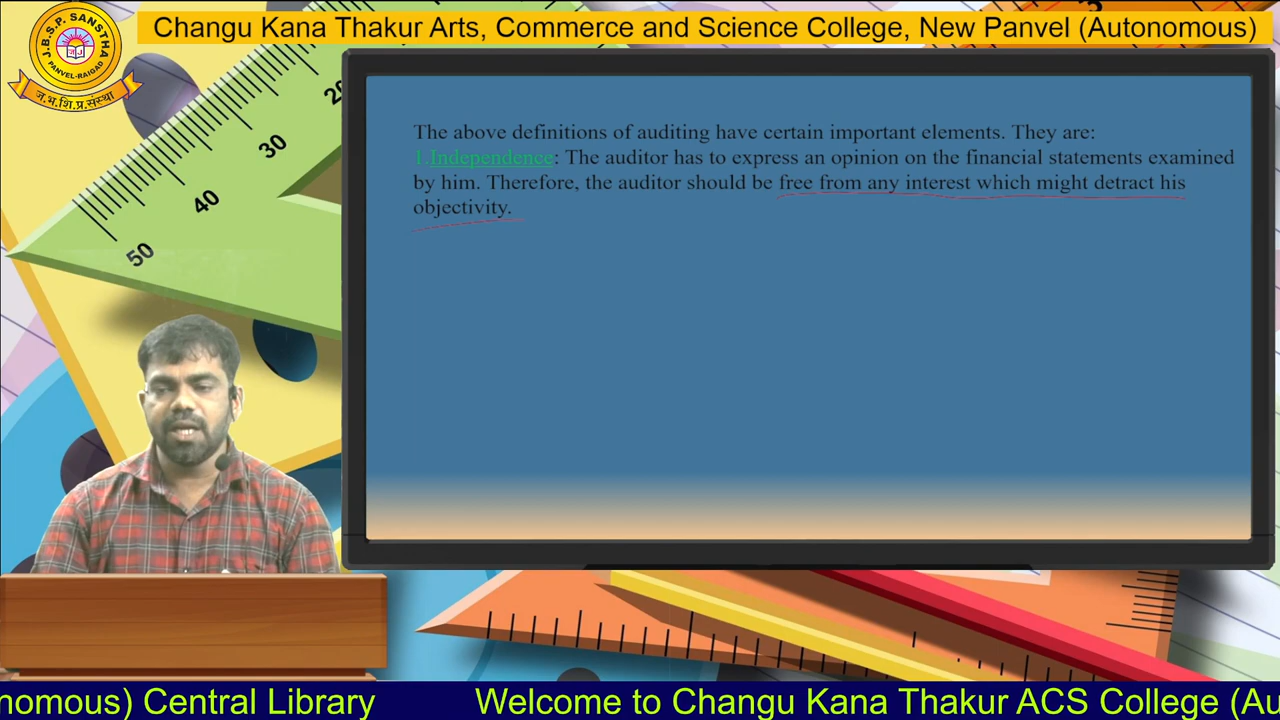 Changu Kana Thakur Arts, Commerce and Science College, New Panvel (Autonomous)
J.B.S.P. SANSTHA
PANVEL-RAIGAD
ज.भ.शि.प्र.संस्था
20
30
40
50
The above definitions of auditing have certain important elements. They are:
1.Independence: The auditor has to express an opinion on the financial statements examined
by him. Therefore, the auditor should be free from any interest which might detract his
objectivity.
nomous) Central Library
Welcome to Changu Kana Thakur ACS College (Au